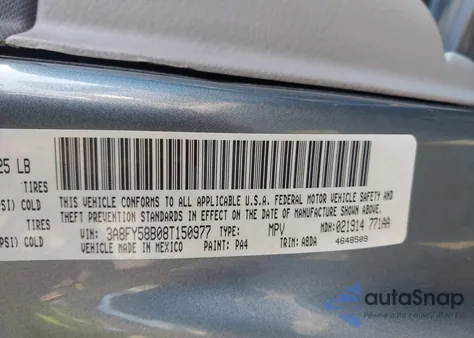 25 LB
TIRES
PSI) COLD
TIRES
PSI) COLD
THIS VEHICLE CONFORMS TO ALL APPLICABLE U.S.A. FEDERAL MOTOR VEHICLE SAFETY AND
THEFT PREVENTION STANDARDS IN EFFECT ON THE DATE OF MANUFACTURE SHOWN ABOVE.
VIN: 3A8FY58B08T150977 TYPE: MPV MDH: 021914 771AA
VEHICLE MADE IN MEXICO PAINT: PA4 TRIM: ABDA 4648509
autoSnap